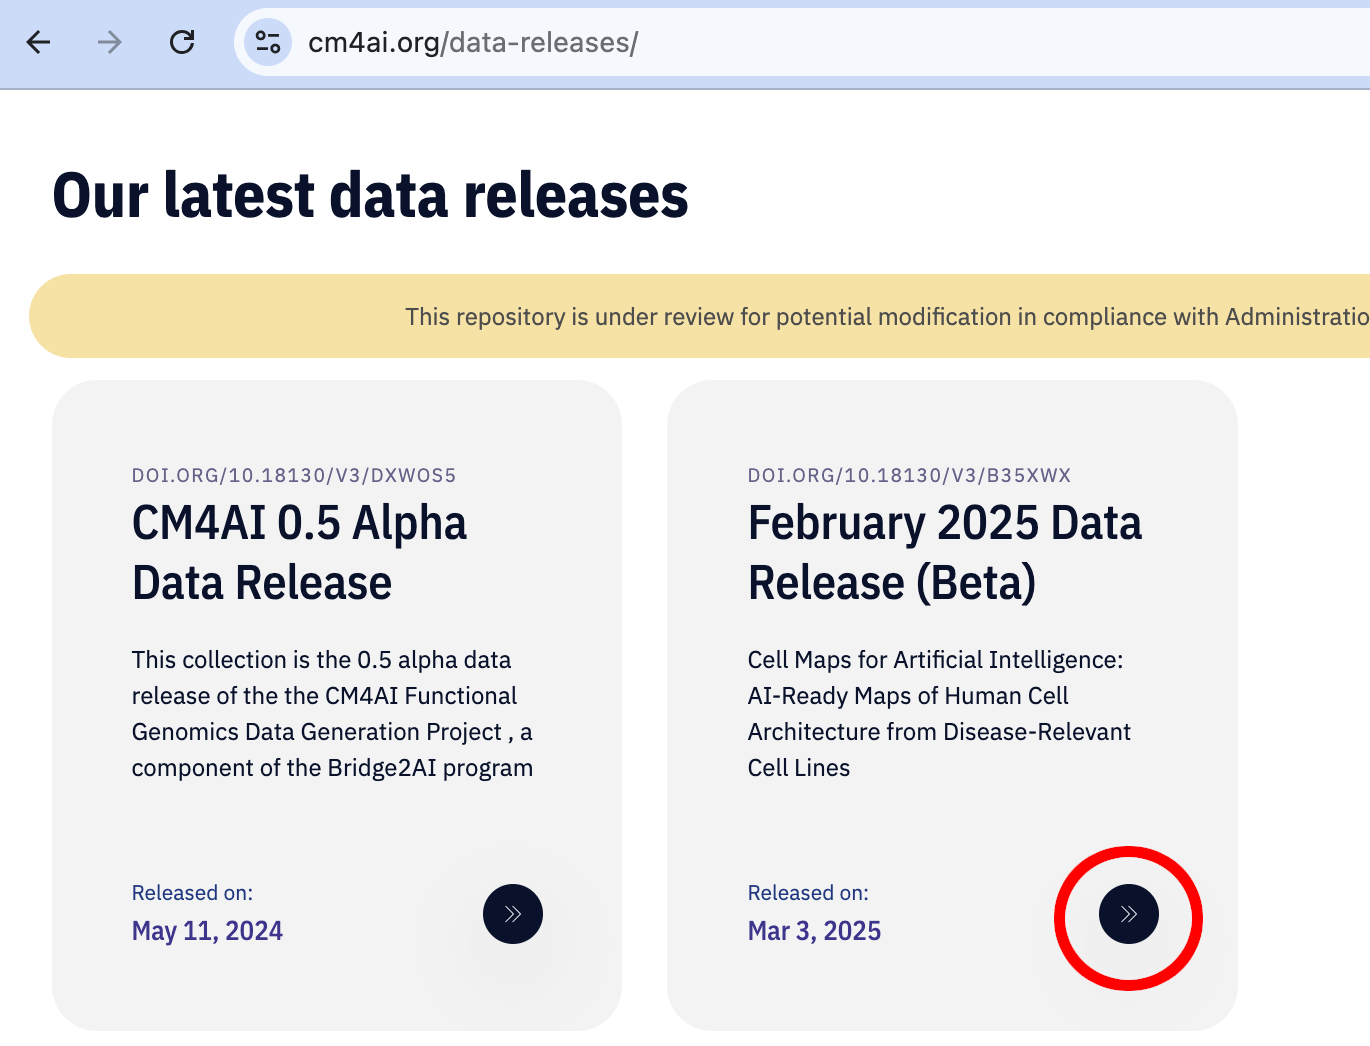 cm4ai.org/data-releases/
Our latest data releases
This repository is under review for potential modification in compliance with Administratio
DOI.ORG/10.18130/V3/DXWOS5
CM4AI 0.5 Alpha
Data Release
This collection is the 0.5 alpha data
release of the the CM4AI Functional
Genomics Data Generation Project , a
component of the Bridge2AI program
Released on:
May 11, 2024
DOI.ORG/10.18130/V3/B35XWX
February 2025 Data
Release (Beta)
Cell Maps for Artificial Intelligence:
AI-Ready Maps of Human Cell
Architecture from Disease-Relevant
Cell Lines
Released on:
Mar 3, 2025